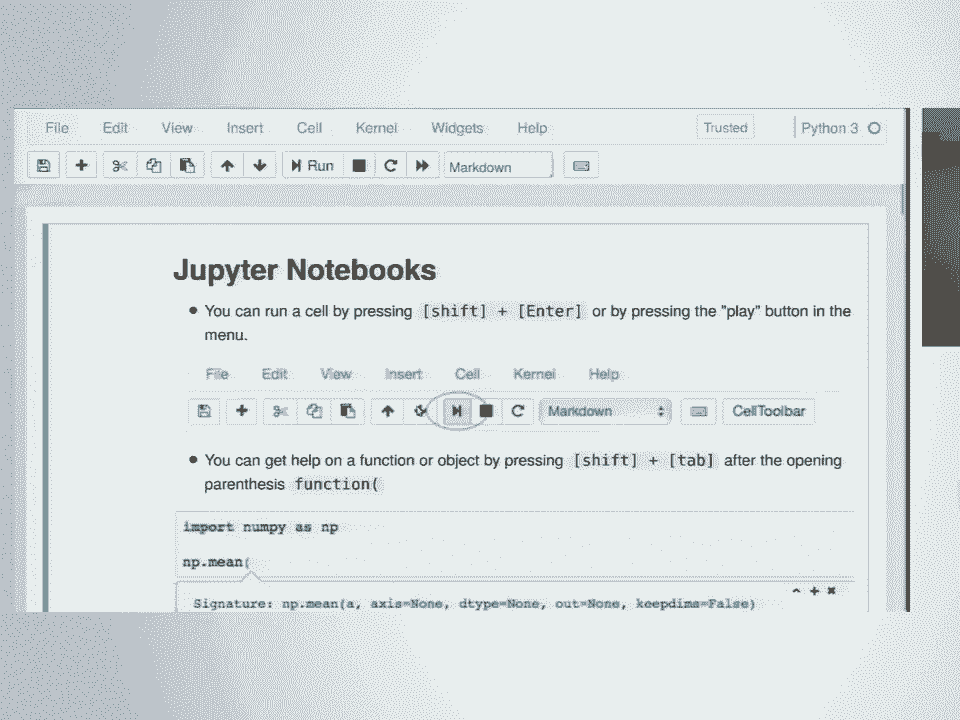 File Edit View Insert Cell Kernel Widgets Help Trusted Python 3
Run Markdown
Jupyter Notebooks
You can run a cell by pressing [shift] + [Enter] or by pressing the "play" button in the
menu.
File Edit View Insert Cell Kernel Help
Markdown CellToolbar
You can get help on a function or object by pressing [shift] + [tab] after the opening
parenthesis function(
import numpy as np
np.mean(
Signature: np.mean(a, axis=None, dtype=None, out=None, keepdims=False)